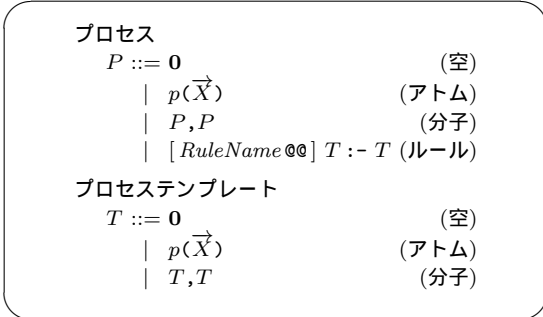 プロセス
P ::= 0 (空)
| p(X→) (アトム)
| P,P (分子)
| [ RuleName@@ ] T :- T (ルール)
プロセステンプレート
T ::= 0 (空)
| p(X→) (アトム)
| T,T (分子)